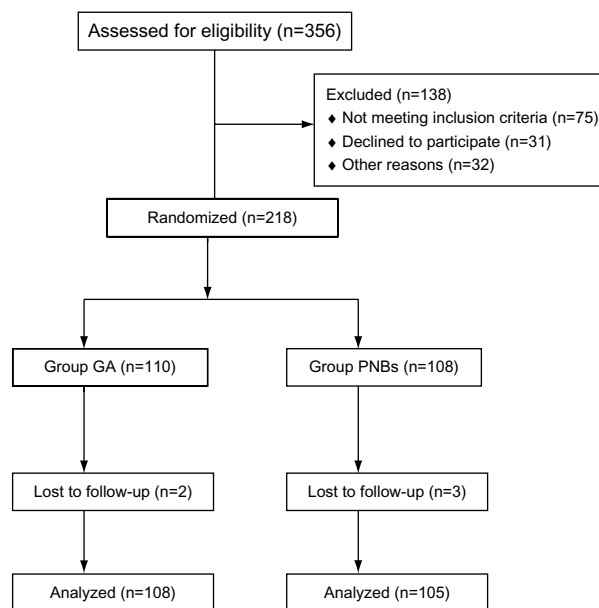 Assessed for eligibility (n=356)
Excluded (n=138)
♦ Not meeting inclusion criteria (n=75)
♦ Declined to participate (n=31)
♦ Other reasons (n=32)
Randomized (n=218)
Group GA (n=110)
Group PNBs (n=108)
Lost to follow-up (n=2)
Lost to follow-up (n=3)
Analyzed (n=108)
Analyzed (n=105)